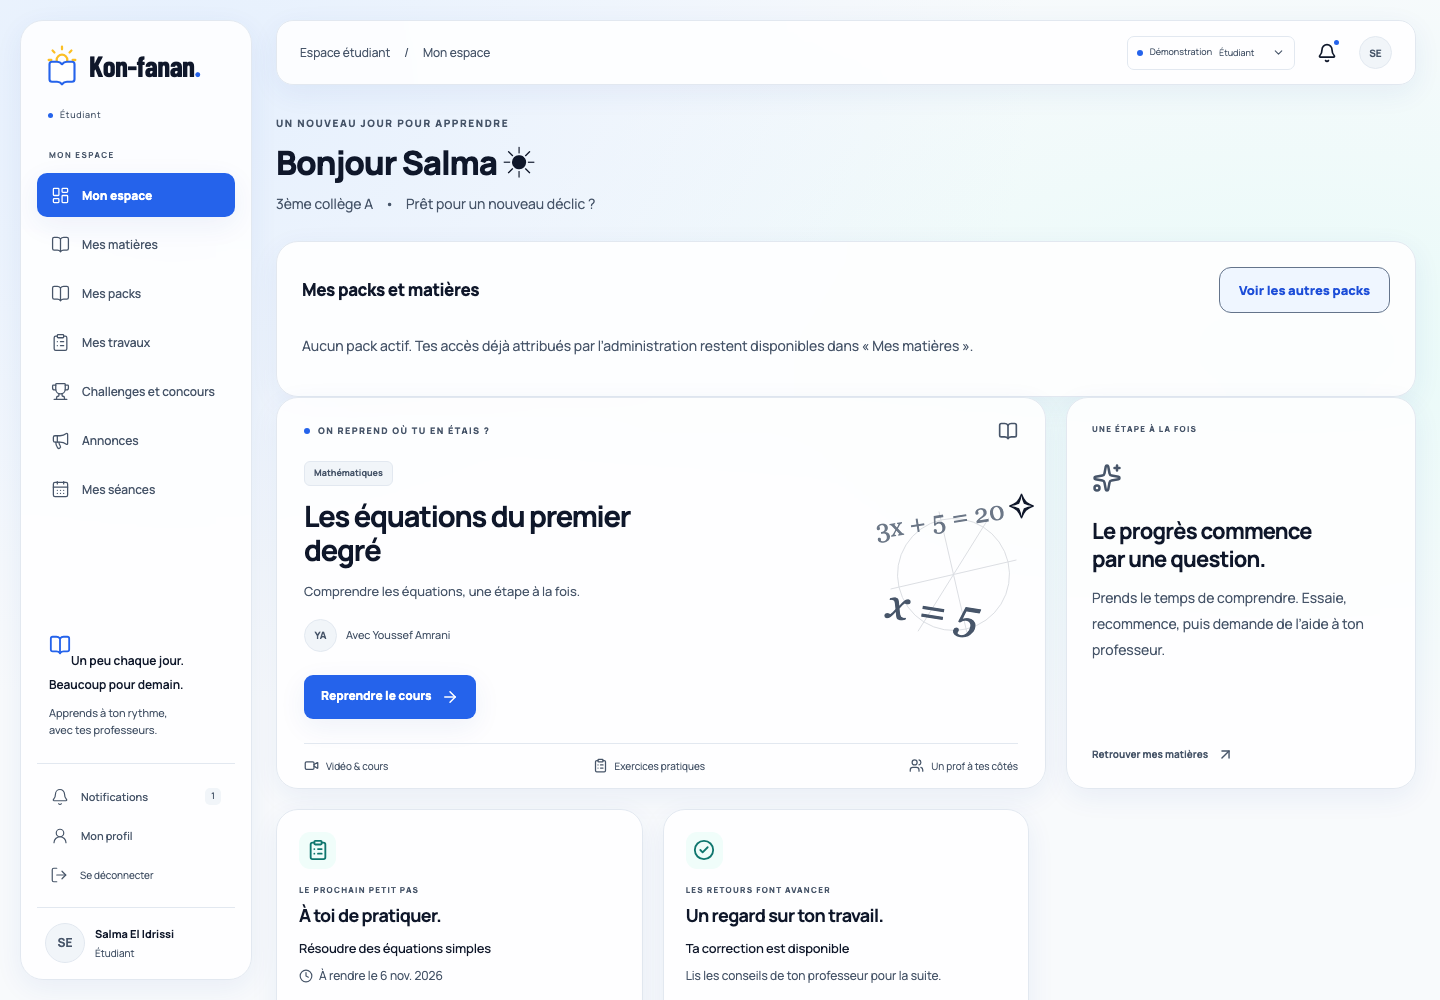 Kon-fanan.
Étudiant
MON ESPACE
Mon espace
Mes matières
Mes packs
Mes travaux
Challenges et concours
Annonces
Mes séances
Un peu chaque jour.
Beaucoup pour demain.
Apprends à ton rythme,
avec tes professeurs.
Notifications 1
Mon profil
Se déconnecter
SE
Salma El Idrissi
Étudiant
Espace étudiant / Mon espace
Démonstration Étudiant
SE
UN NOUVEAU JOUR POUR APPRENDRE
Bonjour Salma ☀
3ème collège A • Prêt pour un nouveau déclic ?
Mes packs et matières
Voir les autres packs
Aucun pack actif. Tes accès déjà attribués par l'administration restent disponibles dans « Mes matières ».
ON REPREND OÙ TU EN ÉTAIS ?
Mathématiques
Les équations du premier
degré
Comprendre les équations, une étape à la fois.
YA Avec Youssef Amrani
Reprendre le cours
3x + 5 = 20
x = 5
Vidéo & cours
Exercices pratiques
Un prof à tes côtés
UNE ÉTAPE À LA FOIS
Le progrès commence
par une question.
Prends le temps de comprendre. Essaie,
recommence, puis demande de l'aide à ton
professeur.
Retrouver mes matières
LE PROCHAIN PETIT PAS
À toi de pratiquer.
Résoudre des équations simples
À rendre le 6 nov. 2026
LES RETOURS FONT AVANCER
Un regard sur ton travail.
Ta correction est disponible
Lis les conseils de ton professeur pour la suite.